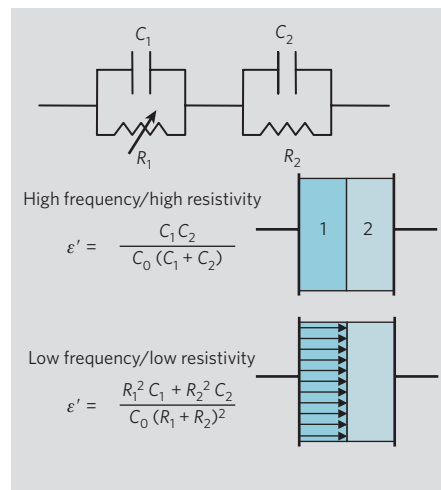 C₁ C₂
R₁ R₂
High frequency/high resistivity
ε′ = C₁C₂ / C₀ (C₁ + C₂)
1 2
Low frequency/low resistivity
ε′ = R₁² C₁ + R₂² C₂ / C₀ (R₁ + R₂)²